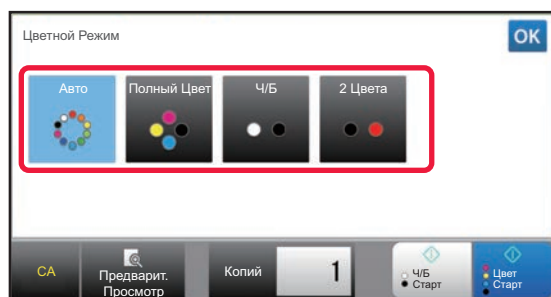 Цветной Режим
OK
Авто
Полный Цвет
Ч/Б
2 Цвета
CA
Предварит.
Просмотр
Копий
1
Ч/Б
Старт
Цвет
Старт